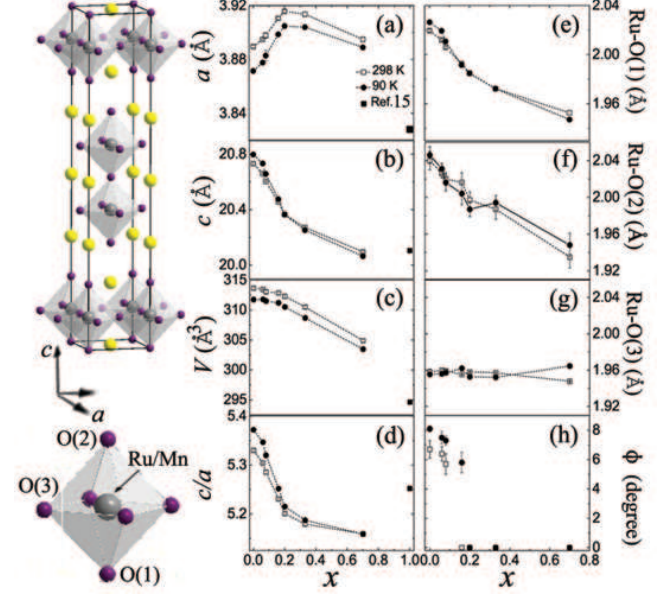 c
a
O(2)
Ru/Mn
O(3)
O(1)
(a)
a (Å)
3.92
3.88
3.84
298 K
90 K
Ref.15
(b)
c (Å)
20.8
20.4
20.0
(c)
V (Å³)
315
310
305
300
295
(d)
c/a
5.4
5.3
5.2
0.0 0.2 0.4 0.6 0.8 1.0
x
(e)
Ru-O(1) (Å)
2.04
2.00
1.96
(f)
Ru-O(2) (Å)
2.04
2.00
1.96
1.92
(g)
Ru-O(3) (Å)
2.04
2.00
1.96
1.92
(h)
Φ (degree)
8
6
4
2
0
0.0 0.2 0.4 0.6 0.8
x